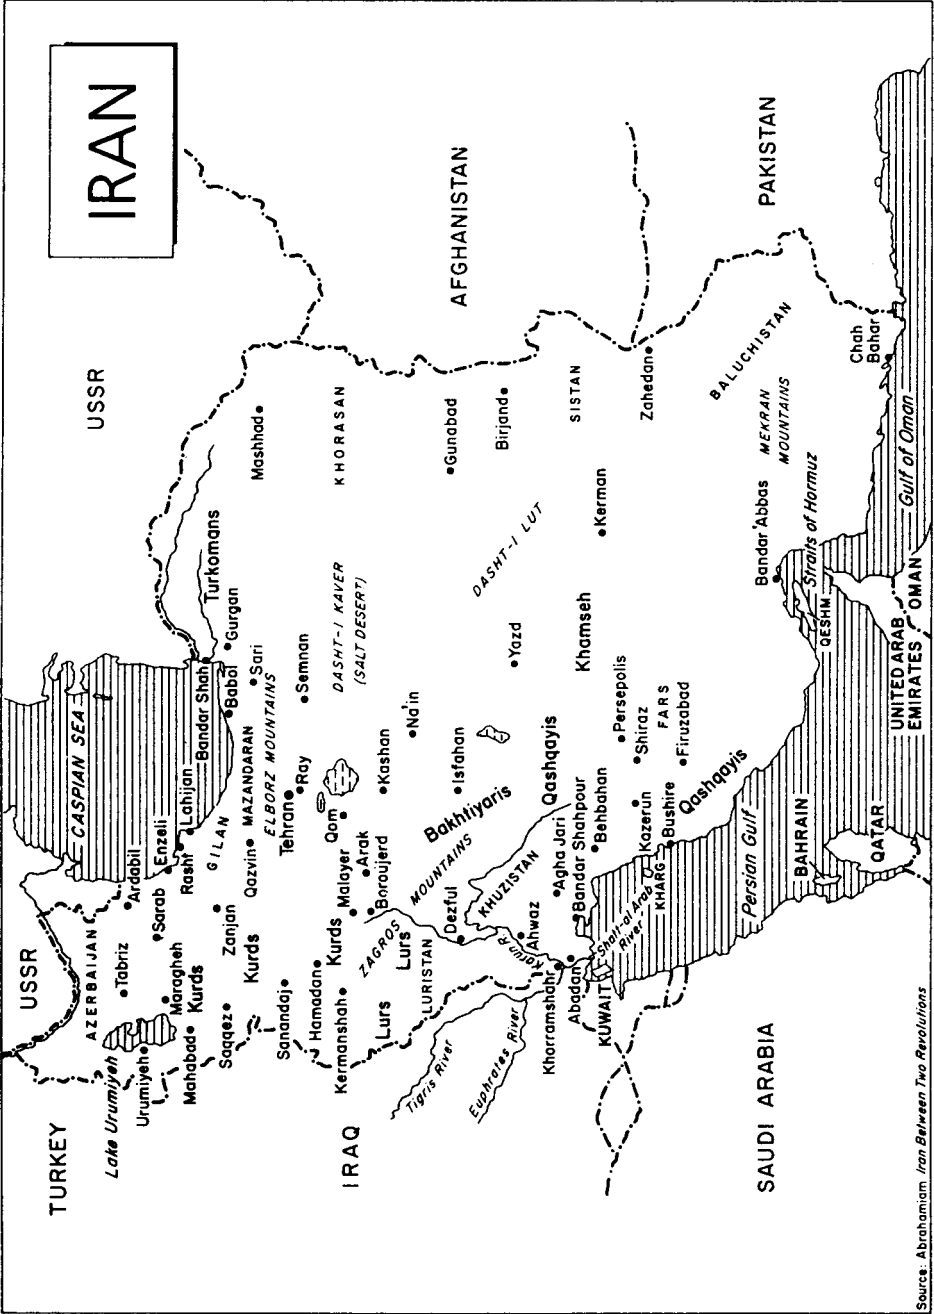 IRAN
USSR
USSR
TURKEY
CASPIAN SEA
AZERBAIJAN
Lake Urumiyeh
Urumiyeh
Tabriz
Ardabil
Sarab
Enzeli
Maragheh
Mahabad
Kurds
Rasht
Lahijan
GILAN
Bandar Shah
Turkomans
Gurgan
Babol
Sari
MAZANDARAN
ELBORZ MOUNTAINS
Saqqez
Zanjan
Kurds
Qazvin
Mashhad
Sanandaj
Tehran
Ray
Semnan
Hamadan
Kurds
Kermanshah
Malayer
Qom
DASHT-I KAVER
(SALT DESERT)
KHORASAN
AFGHANISTAN
IRAQ
Arak
Boroujerd
Kashan
Na'in
Lurs
Lurs
ZAGROS
MOUNTAINS
LURISTAN
Tigris River
Euphrates River
Dezful
Bakhtiyaris
Isfahan
Gunabad
Birjand
DASHT-I LUT
Yazd
KHUZISTAN
Karun R.
Ahwaz
Qashqayis
Khamseh
SISTAN
Khorramshahr
Abadan
Agha Jari
Bandar Shahpour
Behbahan
Kerman
Persepolis
KUWAIT
Shatt-al Arab
River
Kazerun
Shiraz
FARS
Zahedan
KHARG
Bushire
Firuzabad
Qashqayis
BALUCHISTAN
PAKISTAN
SAUDI ARABIA
Persian Gulf
Bandar 'Abbas
MEKRAN
MOUNTAINS
Straits of Hormuz
QESHM
Chah
Bahar
BAHRAIN
QATAR
UNITED ARAB
EMIRATES
OMAN
Gulf of Oman
Source: Abrahamiam Iran Between Two Revolutions